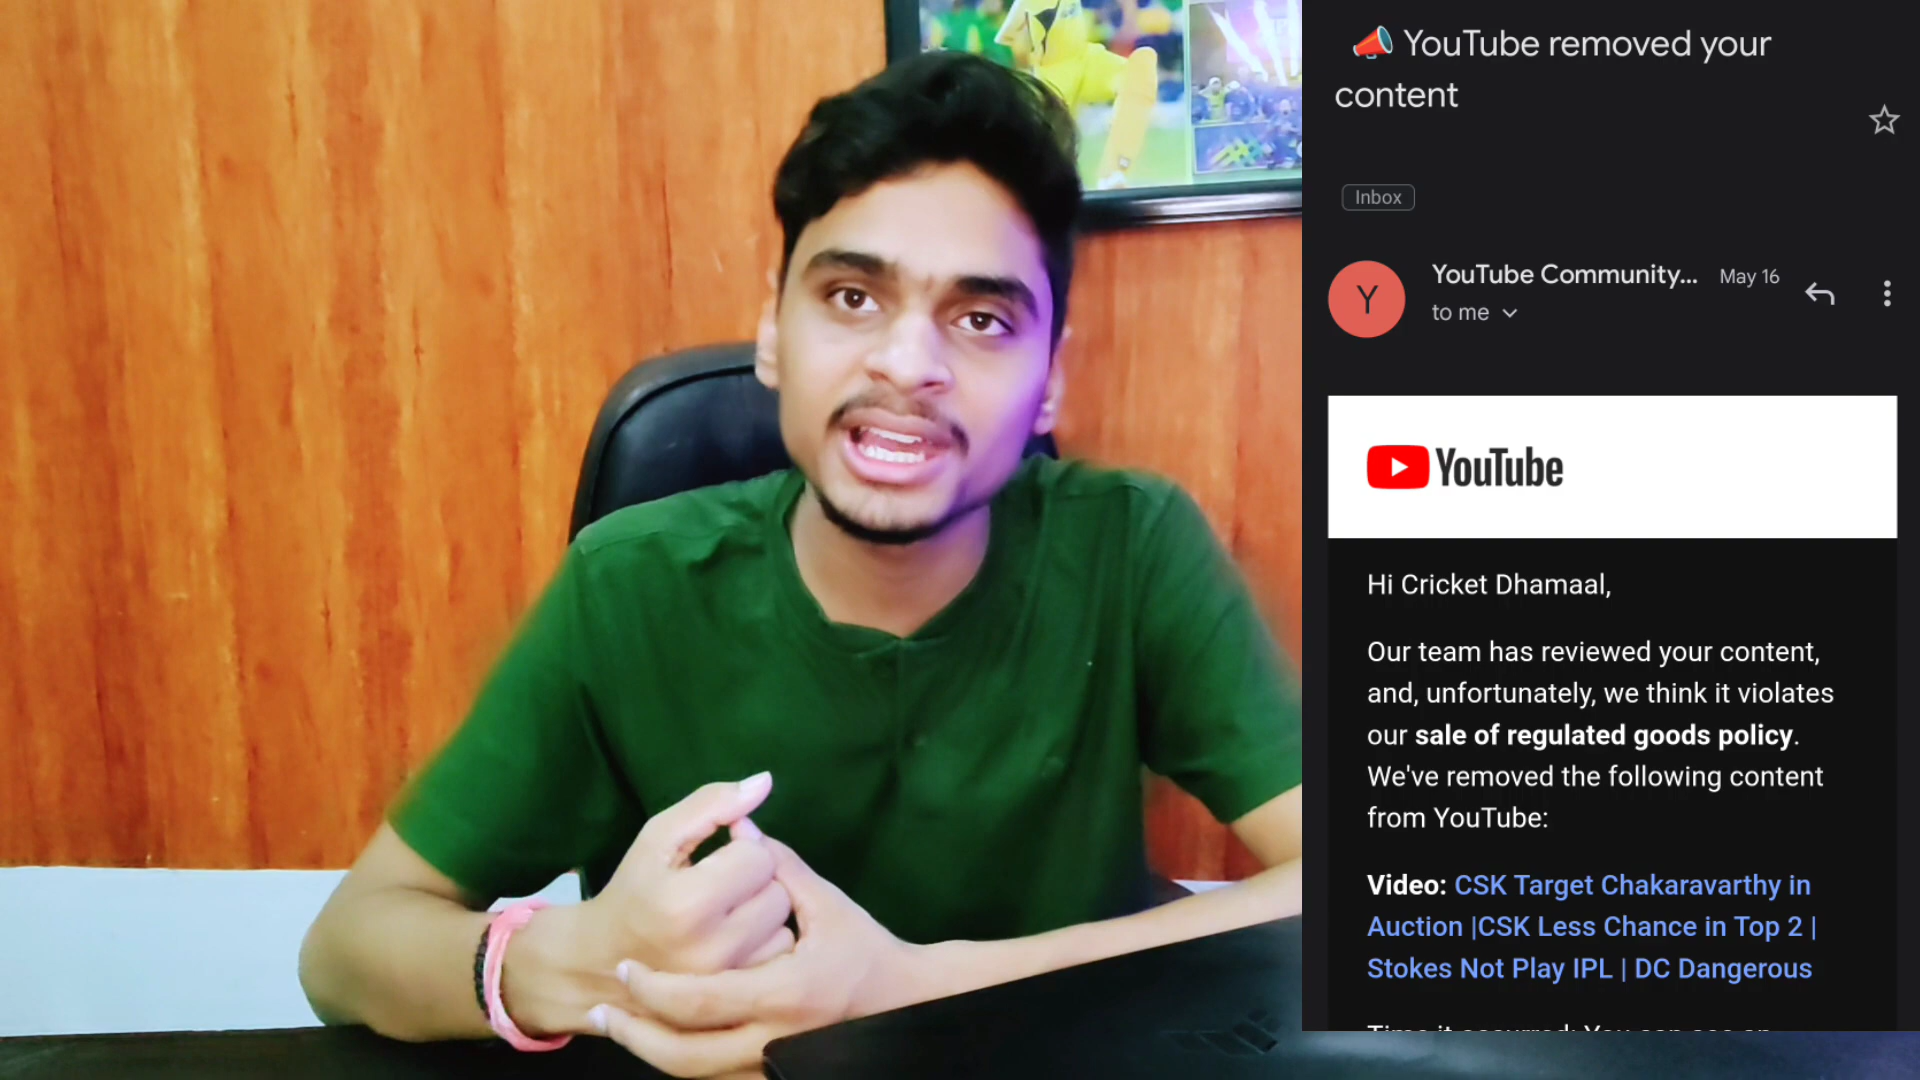 📣 YouTube removed your
content
Inbox
Y
YouTube Community... May 16
to me
YouTube
Hi Cricket Dhamaal,
Our team has reviewed your content,
and, unfortunately, we think it violates
our sale of regulated goods policy.
We've removed the following content
from YouTube:
Video: CSK Target Chakaravarthy in
Auction |CSK Less Chance in Top 2 |
Stokes Not Play IPL | DC Dangerous